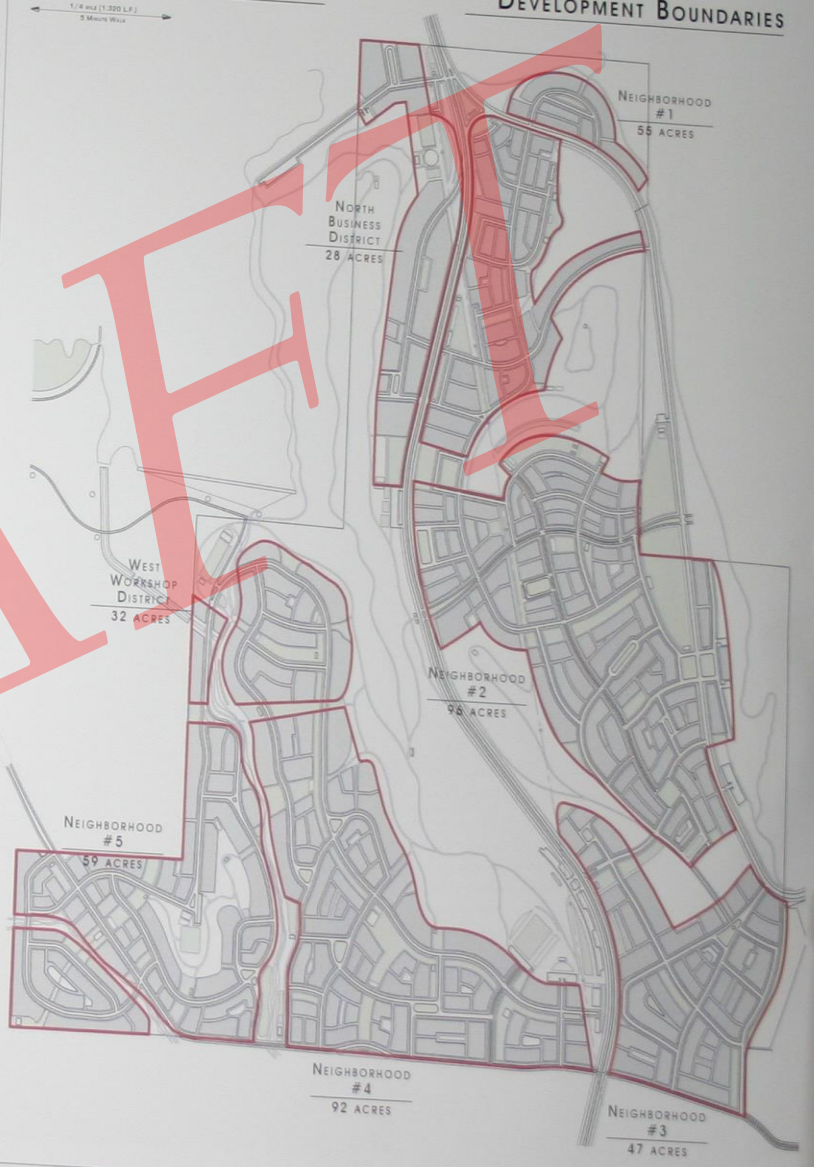 1/4 MILE (1,320 L.F.)
5 MINUTE WALK
DEVELOPMENT BOUNDARIES
NEIGHBORHOOD
#1
55 ACRES
NORTH
BUSINESS
DISTRICT
28 ACRES
WEST
WORKSHOP
DISTRICT
32 ACRES
NEIGHBORHOOD
#2
96 ACRES
NEIGHBORHOOD
#5
59 ACRES
NEIGHBORHOOD
#4
92 ACRES
NEIGHBORHOOD
#3
47 ACRES
FT